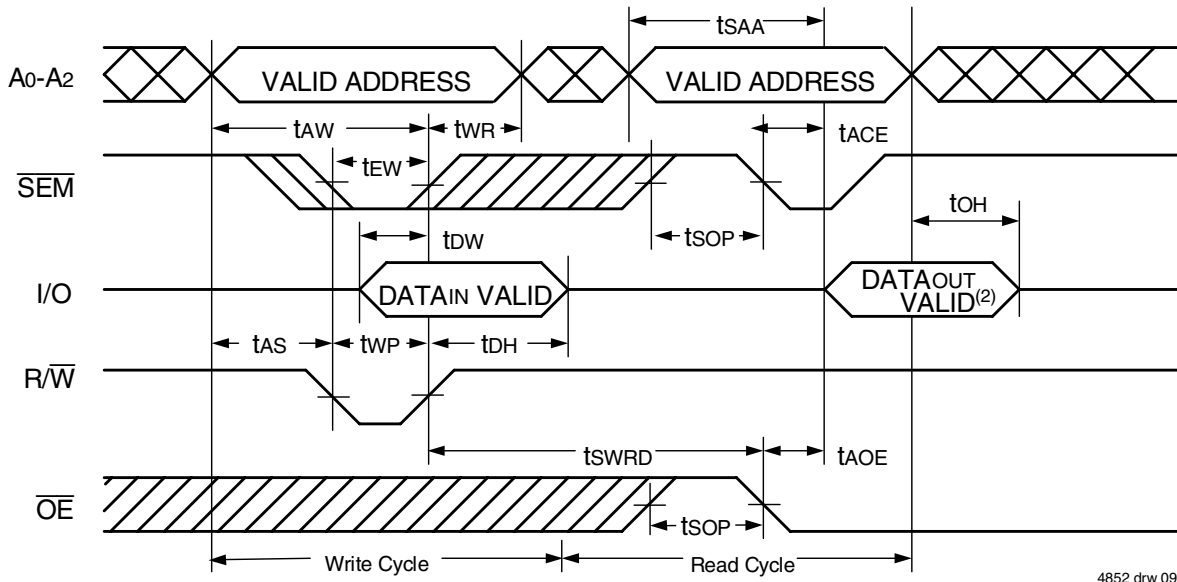 tSAA
A0-A2
VALID ADDRESS
VALID ADDRESS
tAW
tWR
tACE
tEW
SEM
tSOP
tOH
tDW
I/O
DATAIN VALID
DATAOUT
VALID(2)
tAS
tWP
tDH
R/W
tSWRD
tAOE
OE
tSOP
Write Cycle
Read Cycle
4852 drw 09